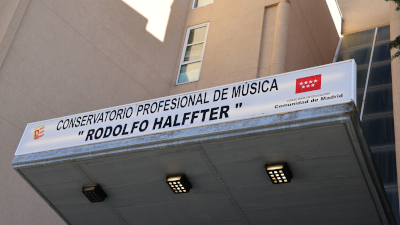 CONSERVATORIO PROFESIONAL DE MÚSICA
" RODOLFO HALFFTER "
Comunidad de Madrid